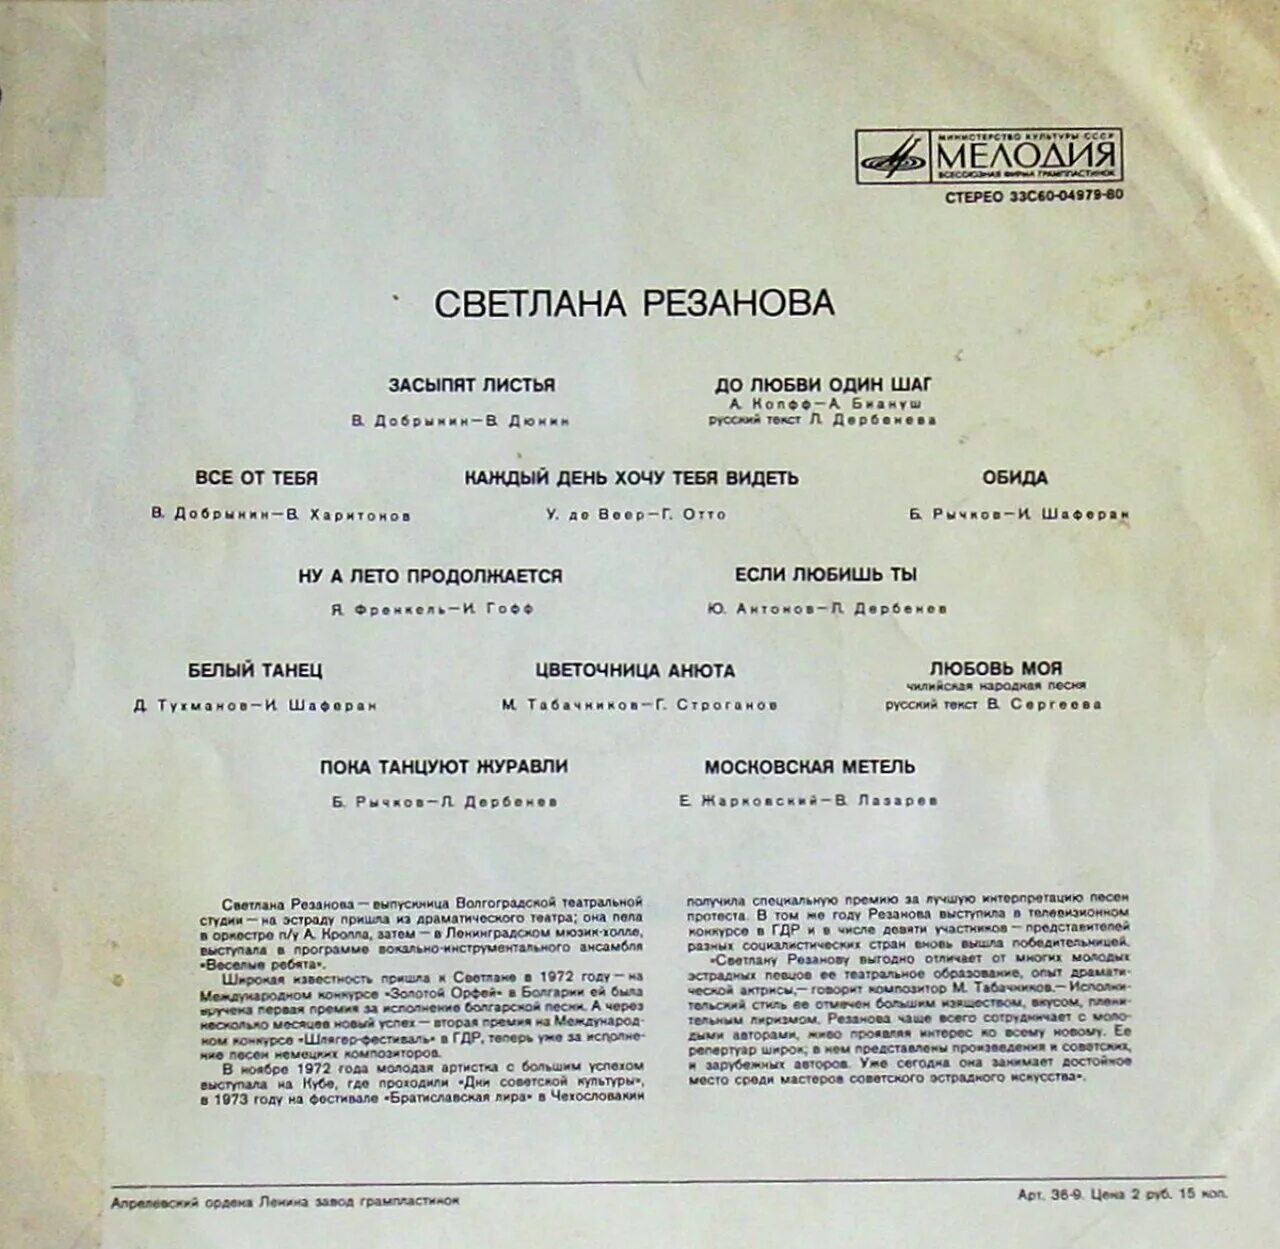 МИНИСТЕРСТВО КУЛЬТУРЫ СССР
МЕЛОДИЯ
ВСЕСОЮЗНАЯ ФИРМА ГРАМПЛАСТИНОК
СТЕРЕО 33С60-04979-80
СВЕТЛАНА РЕЗАНОВА
ЗАСЫПЯТ ЛИСТЬЯ
В. Добрынин—В. Дюнин
ДО ЛЮБВИ ОДИН ШАГ
А. Копфф—А. Биануш
русский текст Л. Дербенева
ВСЕ ОТ ТЕБЯ
В. Добрынин—В. Харитонов
КАЖДЫЙ ДЕНЬ ХОЧУ ТЕБЯ ВИДЕТЬ
У. де Веер—Г. Отто
ОБИДА
Б. Рычков—И. Шаферан
НУ А ЛЕТО ПРОДОЛЖАЕТСЯ
Я. Френкель—И. Гофф
ЕСЛИ ЛЮБИШЬ ТЫ
Ю. Антонов—Л. Дербенев
БЕЛЫЙ ТАНЕЦ
Д. Тухманов—И. Шаферан
ЦВЕТОЧНИЦА АНЮТА
М. Табачников—Г. Строганов
ЛЮБОВЬ МОЯ
чилийская народная песня
русский текст В. Сергеева
ПОКА ТАНЦУЮТ ЖУРАВЛИ
Б. Рычков—Л. Дербенев
МОСКОВСКАЯ МЕТЕЛЬ
Е. Жарковский—В. Лазарев
Светлана Резанова—выпускница Волгоградской театральной
студии—на эстраду пришла из драматического театра; она пела
в оркестре п/у А. Кролла, затем—в Ленинградском мюзик-холле,
выступала в программе вокально-инструментального ансамбля
«Веселые ребята».
Широкая известность пришла к Светлане в 1972 году—на
Международном конкурсе «Золотой Орфей» в Болгарии ей была
вручена первая премия за исполнение болгарской песни. А через
несколько месяцев новый успех—вторая премия на Международ-
ном конкурсе «Шлягер-фестиваль» в ГДР, теперь уже за исполне-
ние песен немецких композиторов.
В ноябре 1972 года молодая артистка с большим успехом
выступала на Кубе, где проходили «Дни советской культуры»,
в 1973 году на фестивале «Братиславская лира» в Чехословакии
получила специальную премию за лучшую интерпретацию песен
протеста. В том же году Резанова выступила в телевизионном
конкурсе в ГДР и в числе девяти участников—представителей
разных социалистических стран вновь вышла победительницей.
«Светлану Резанову выгодно отличает от многих молодых
эстрадных певцов ее театральное образование, опыт драмати-
ческой актрисы,—говорит композитор М. Табачников.—Исполни-
тельский стиль ее отмечен большим изяществом, вкусом, плени-
тельным лиризмом. Резанова чаще всего сотрудничает с моло-
дыми авторами, живо проявляя интерес ко всему новому. Ее
репертуар широк; в нем представлены произведения и советских,
и зарубежных авторов. Уже сегодня она занимает достойное
место среди мастеров советского эстрадного искусства».
Апрелевский ордена Ленина завод грампластинок
Арт. 36-9. Цена 2 руб. 15 коп.